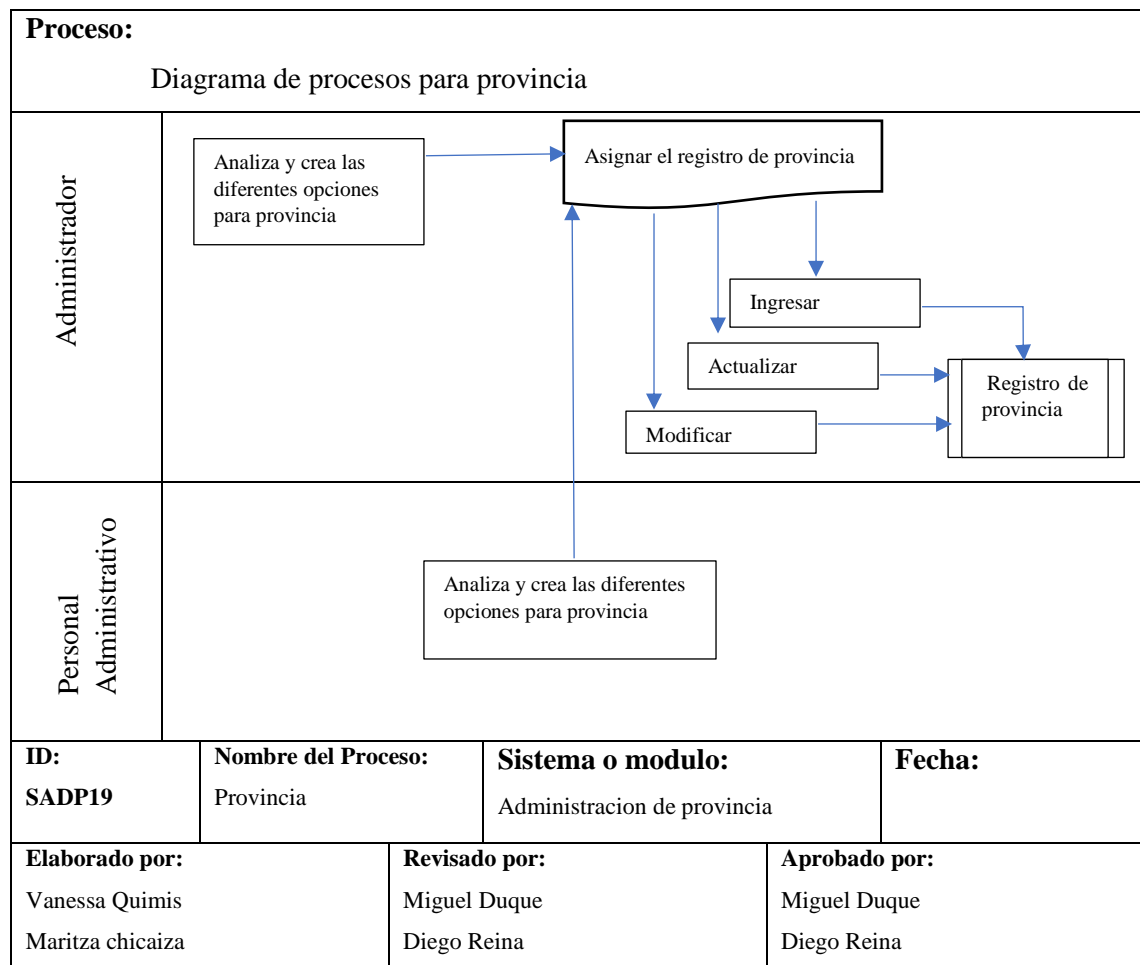 Proceso:
Diagrama de procesos para provincia
Administrador
Analiza y crea las
diferentes opciones
para provincia
Asignar el registro de provincia
Ingresar
Actualizar
Modificar
Registro de
provincia
Personal
Administrativo
Analiza y crea las diferentes
opciones para provincia
ID:
SADP19
Nombre del Proceso:
Provincia
Sistema o modulo:
Administracion de provincia
Fecha:
Elaborado por:
Vanessa Quimis
Maritza chicaiza
Revisado por:
Miguel Duque
Diego Reina
Aprobado por:
Miguel Duque
Diego Reina